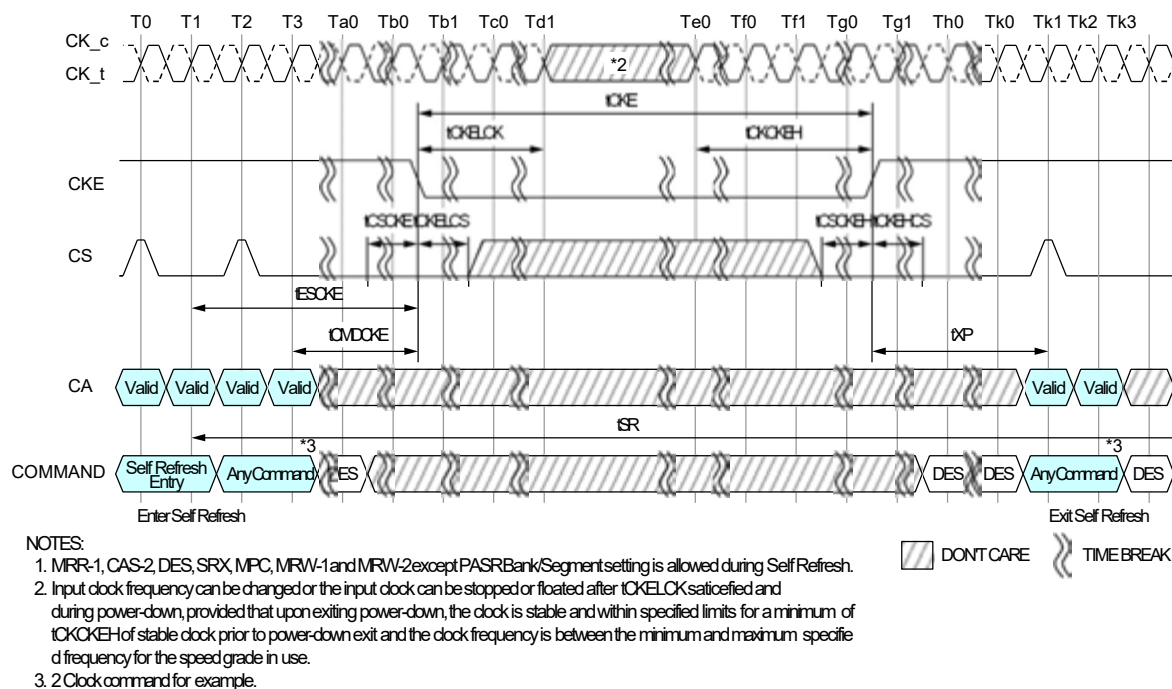 T0 T1 T2 T3 Ta0 Tb0 Tb1 Tc0 Td1 Te0 Tf0 Tf1 Tg0 Tg1 Th0 Tk0 Tk1 Tk2 Tk3
CK_c
CK_t
*2
tCKE
tCKELCK tCKCKEH
CKE
tCSCKE tCKELCS tCSCKEH tCKEHCS
CS
tESCKE
tCMDCKE tXP
CA Valid Valid Valid Valid Valid Valid
tSR
*3 *3
COMMAND Self Refresh Entry Any Command DES DES DES Any Command DES
Enter Self Refresh Exit Self Refresh
NOTES:
1. MRR-1, CAS-2, DES, SRX, MPC, MRW-1 and MRW-2 except PASR Bank/Segment setting is allowed during Self Refresh.
2. Input clock frequency can be changed or the input clock can be stopped or floated after tCKELCK saticefied and
during power-down, provided that upon exiting power-down, the clock is stable and within specified limits for a minimum of
tCKCKEH of stable clock prior to power-down exit and the clock frequency is between the minimum and maximum specifie
d frequency for the speed grade in use.
3. 2 Clock command for example.
DON'T CARE TIME BREAK